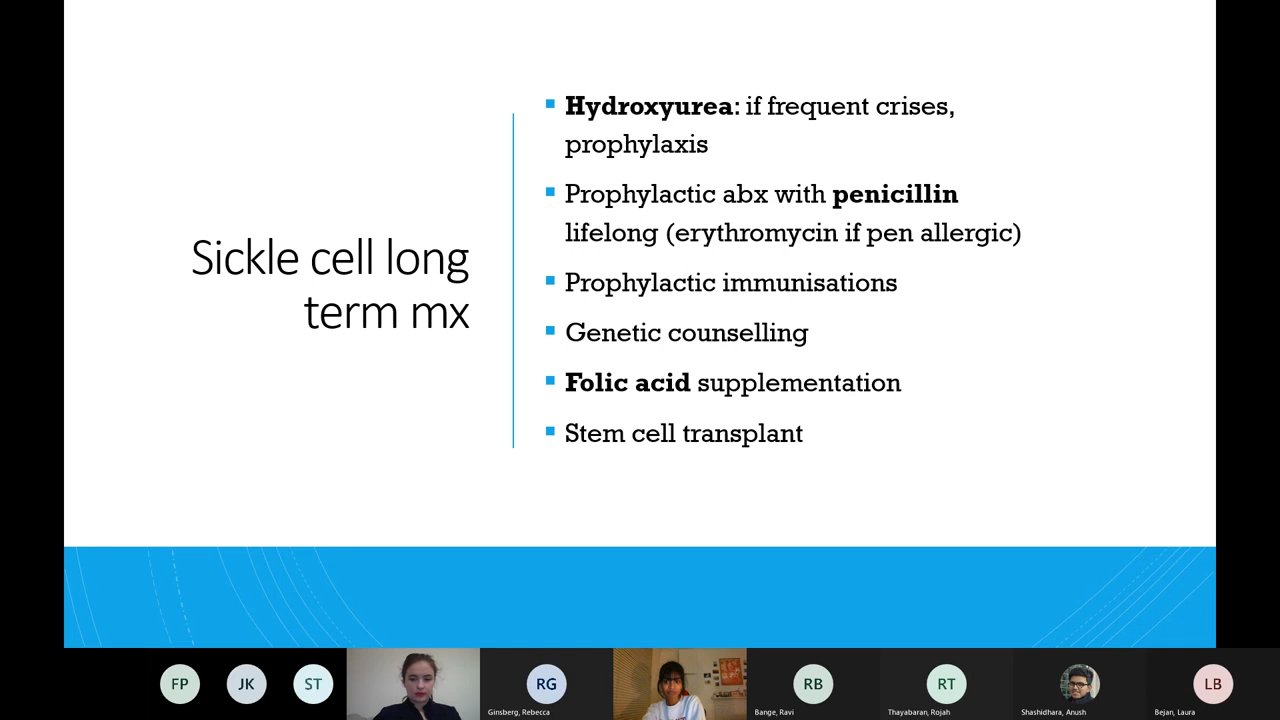 Sickle cell long
term mx
Hydroxyurea: if frequent crises,
prophylaxis
Prophylactic abx with penicillin
lifelong (erythromycin if pen allergic)
Prophylactic immunisations
Genetic counselling
Folic acid supplementation
Stem cell transplant
FP
JK
ST
RG
Ginsberg, Rebecca
RB
Bange, Ravi
RT
Thayabaran, Rojah
Shashidhara, Anush
LB
Bejan, Laura